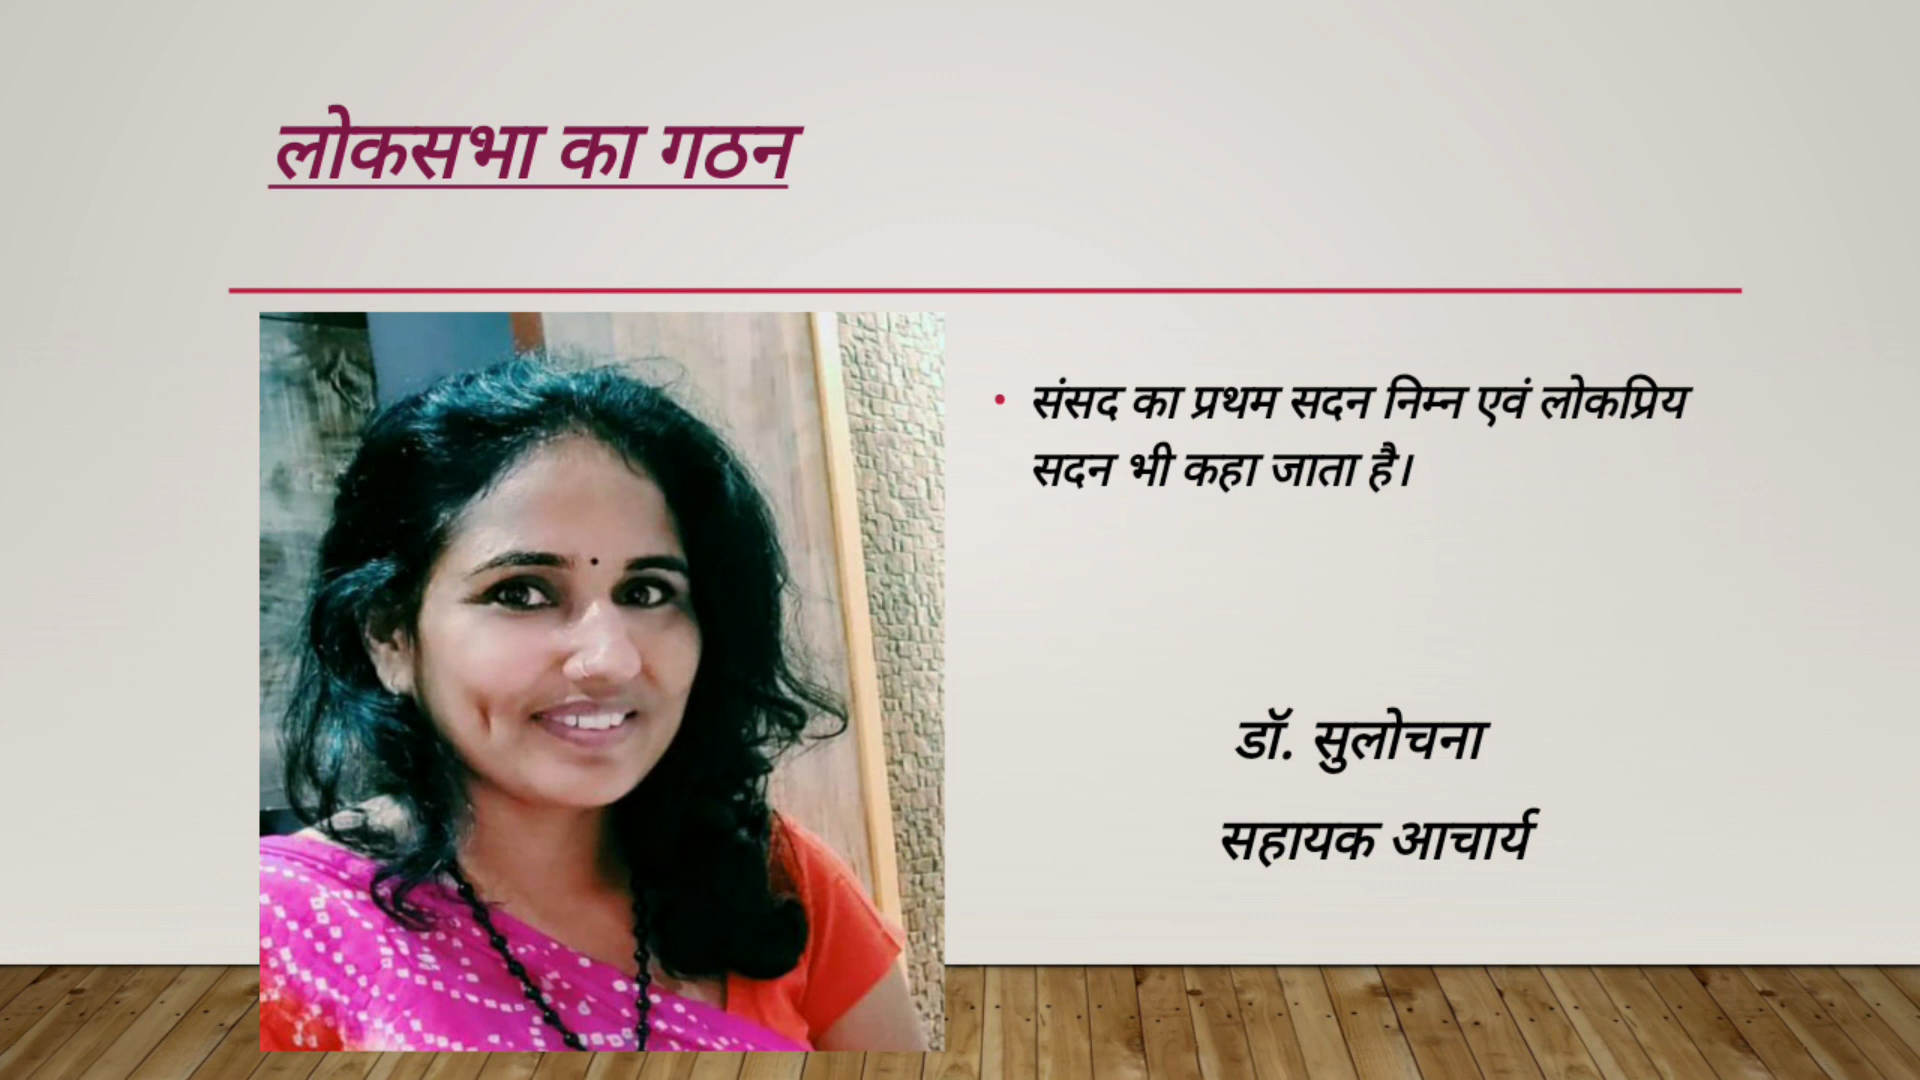 लोकसभा का गठन
संसद का प्रथम सदन निम्न एवं लोकप्रिय
सदन भी कहा जाता है।
डॉ. सुलोचना
सहायक आचार्य